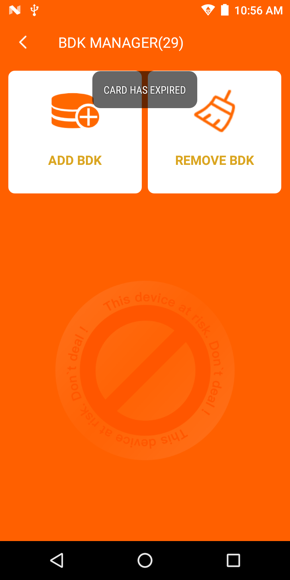 10:56 AM
BDK MANAGER(29)
CARD HAS EXPIRED
ADD BDK
REMOVE BDK
This device at risk. Don't deal !
This device at risk. Don't deal !